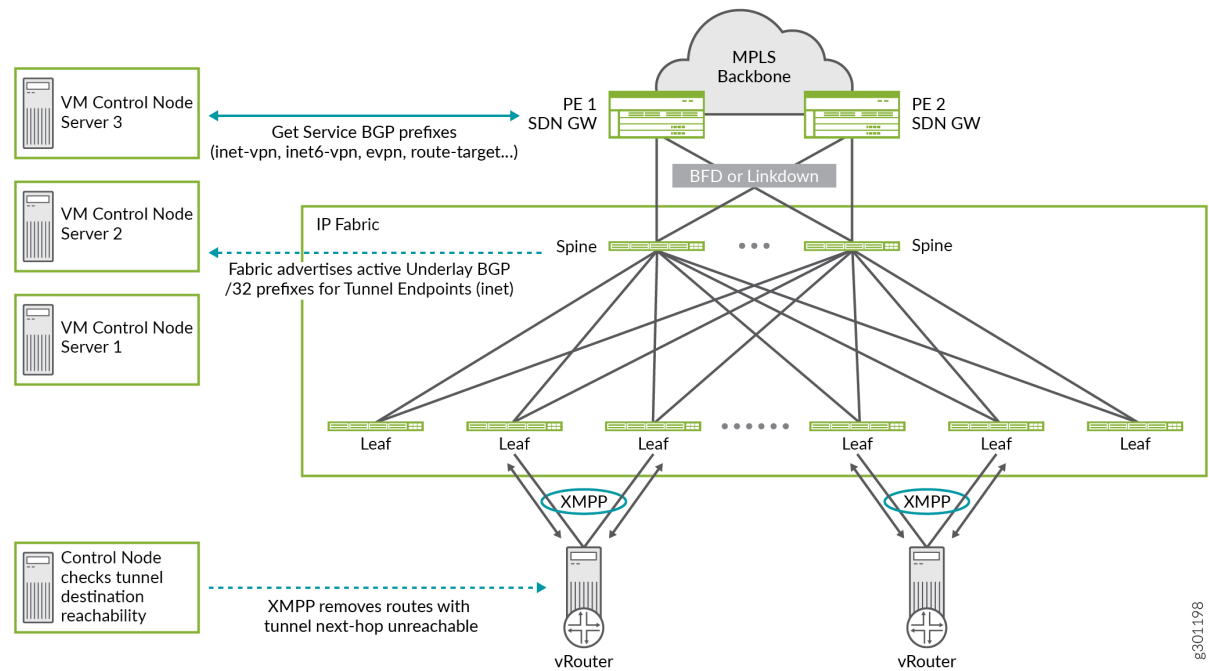 MPLS
Backbone
VM Control Node
Server 3
PE 1
SDN GW
PE 2
SDN GW
Get Service BGP prefixes
(inet-vpn, inet6-vpn, evpn, route-target...)
BFD or Linkdown
VM Control Node
Server 2
IP Fabric
Spine
Spine
Fabric advertises active Underlay BGP
/32 prefixes for Tunnel Endpoints (inet)
VM Control Node
Server 1
Leaf
Leaf
Leaf
Leaf
Leaf
Leaf
XMPP
XMPP
Control Node
checks tunnel
destination
reachability
XMPP removes routes with
tunnel next-hop unreachable
vRouter
vRouter
g301198